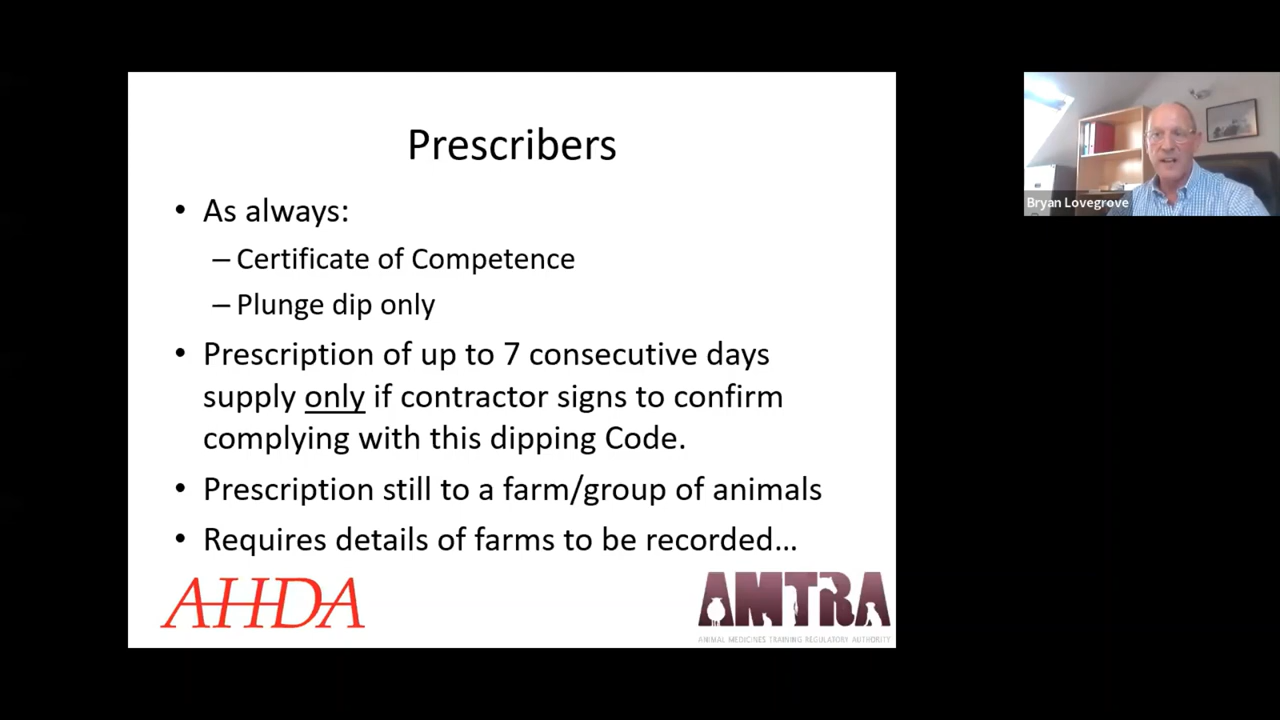 Prescribers
• As always:
– Certificate of Competence
– Plunge dip only
• Prescription of up to 7 consecutive days
supply only if contractor signs to confirm
complying with this dipping Code.
• Prescription still to a farm/group of animals
• Requires details of farms to be recorded…
AHDA
AMTRA
ANIMAL MEDICINES TRAINING REGULATORY AUTHORITY
Bryan Lovegrove